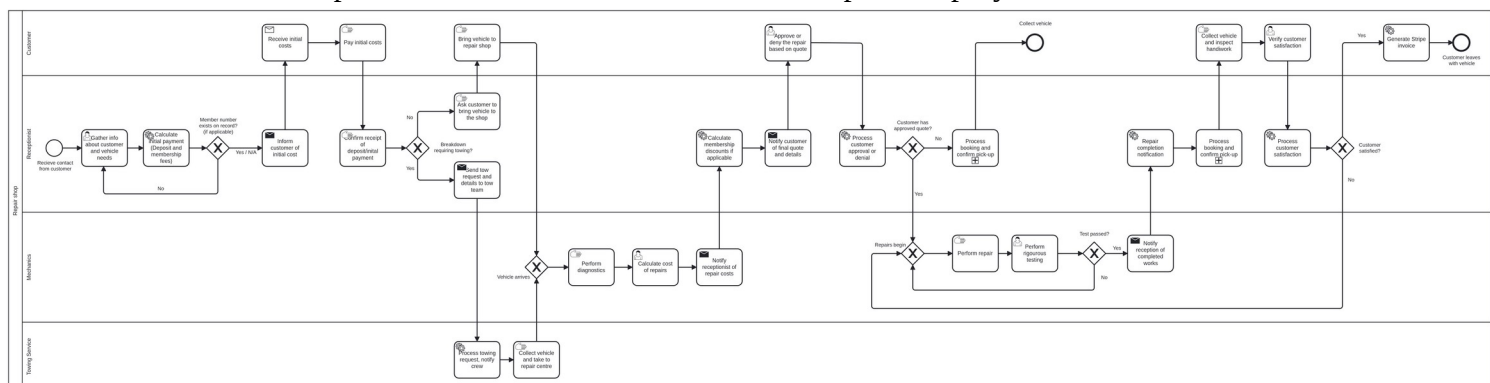 Repair shop
Customer
Receive initial
costs
Pay initial costs
Bring vehicle to
repair shop
Approve or
deny the repair
based on quote
Collect vehicle
Collect vehicle
and inspect
handwork
Verify customer
satisfaction
Yes
Generate Stripe
invoice
Customer leaves
with vehicle
Receptionist
Recieve contact
from customer
Gather info
about customer
and vehicle
needs
Calculate
initial payment
(Deposit and
membership
fees)
Member number
exists on record?
(if applicable)
Yes / N/A
No
Inform
customer of
initial cost
Confirm receipt
of
deposit/initial
payment
No
Breakdown
requiring towing?
Yes
Ask customer to
bring vehicle to
the shop
Send tow
request and
details to tow
team
Calculate
membership
discounts if
applicable
Notify customer
of final quote
and details
Process
customer
approval or
denial
Customer has
approved quote?
No
Yes
Process
booking and
confirm pick-up
Repair
completion
notification
Process
booking and
confirm pick-up
Process
customer
satisfaction
Customer
satisfied?
No
Mechanics
Vehicle arrives
Perform
diagnostics
Calculate cost
of repairs
Notify
receptionist of
repair costs
Repairs begin
Perform repair
Perform
rigourous
testing
Test passed?
Yes
No
Notify
reception of
completed
works
Towing Service
Process towing
request, notify
crew
Collect vehicle
and take to
repair centre